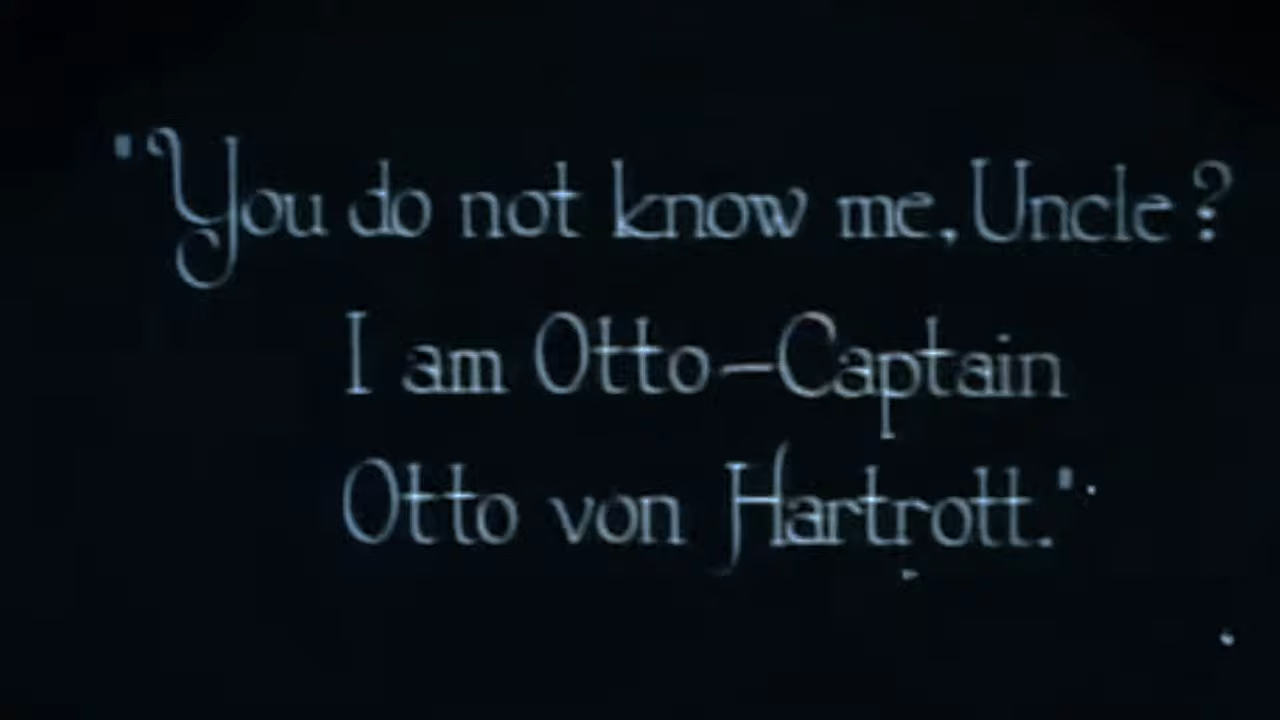 "You do not know me, Uncle?
I am Otto—Captain
Otto von Hartrott."